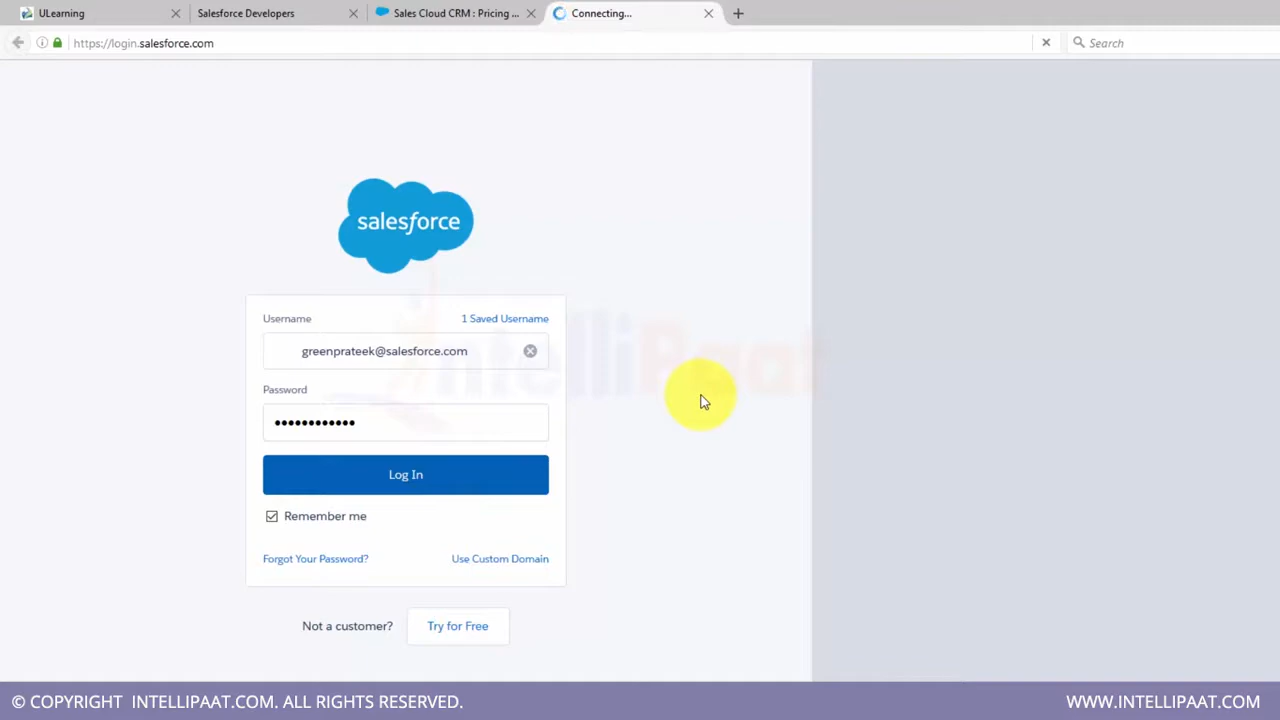 ULearning
Salesforce Developers
Sales Cloud CRM : Pricing ...
Connecting...
https://login.salesforce.com
Search
salesforce
Username
1 Saved Username
greenprateek@salesforce.com
Password
Log In
Remember me
Forgot Your Password?
Use Custom Domain
Not a customer?
Try for Free
IntelliPaat
© COPYRIGHT INTELLIPAAT.COM. ALL RIGHTS RESERVED.
WWW.INTELLIPAAT.COM